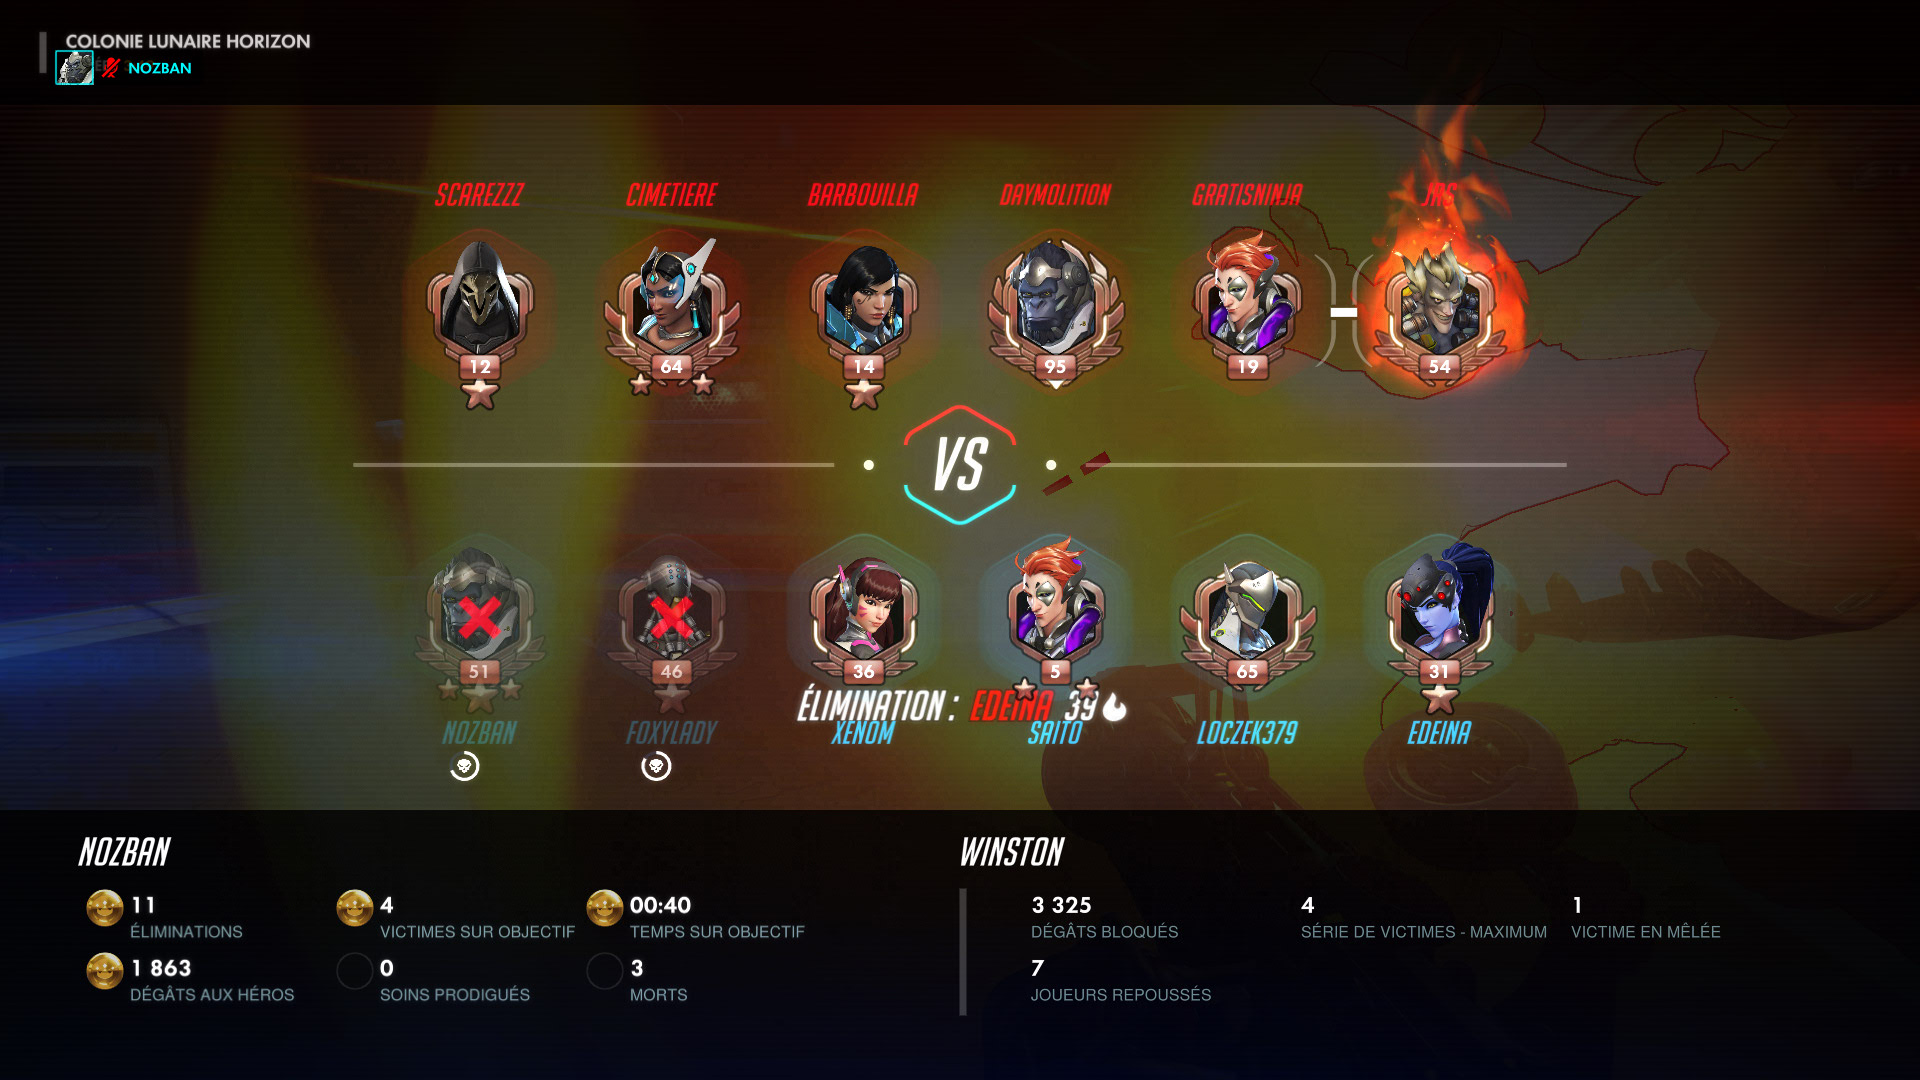 COLONIE LUNAIRE HORIZON
NOZBAN
SCAREZZZ
CIMETIERE
BARBOUILLA
DAYMOLITION
GRATISNINJA
JAS
12
64
14
95
19
54
VS
51
46
36
5
65
31
ÉLIMINATION : EDEINA 39
NOZBAN
FOXYLADY
XENOM
SAITO
LOCZEK379
EDEINA
NOZBAN
11
ÉLIMINATIONS
4
VICTIMES SUR OBJECTIF
00:40
TEMPS SUR OBJECTIF
1 863
DÉGÂTS AUX HÉROS
0
SOINS PRODIGUÉS
3
MORTS
WINSTON
3 325
DÉGÂTS BLOQUÉS
4
SÉRIE DE VICTIMES - MAXIMUM
1
VICTIME EN MÊLÉE
7
JOUEURS REPOUSSÉS